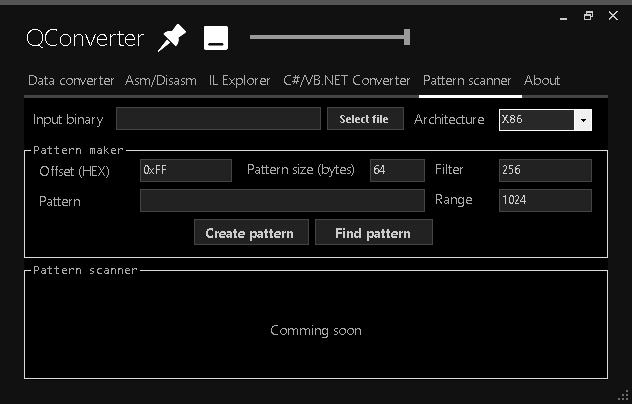 QConverter
Data converter Asm/Disasm IL Explorer C#/VB.NET Converter Pattern scanner About
Input binary Select file Architecture X86
Pattern maker
Offset (HEX) 0xFF Pattern size (bytes) 64 Filter 256
Pattern Range 1024
Create pattern Find pattern
Pattern scanner
Comming soon